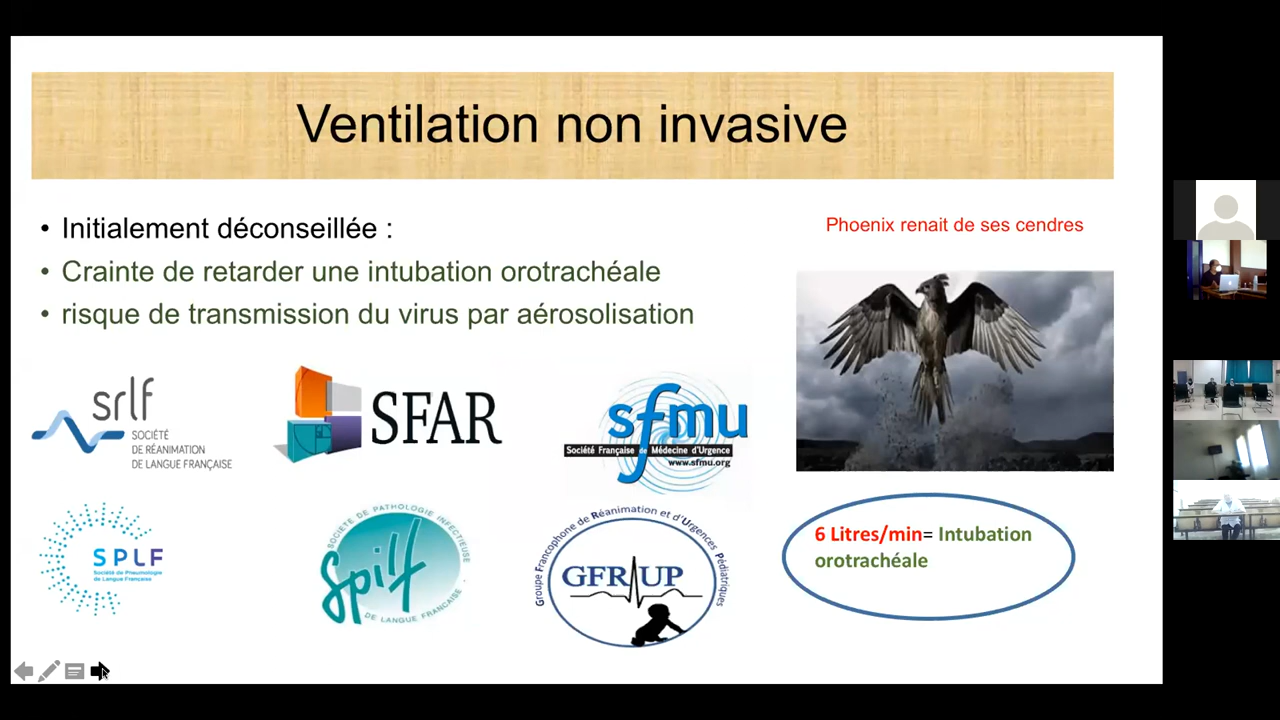 Ventilation non invasive
• Initialement déconseillée :
• Crainte de retarder une intubation orotrachéale
• risque de transmission du virus par aérosolisation
Phoenix renait de ses cendres
srlf
SOCIÉTÉ
DE RÉANIMATION
DE LANGUE FRANÇAISE
SFAR
sfmu
Société Française de Médecine d'Urgence
www.sfmu.org
SPLF
Société de Pneumologie
de Langue Française
SOCIÉTÉ DE PATHOLOGIE INFECTIEUSE
Spilf
DE LANGUE FRANÇAISE
Groupe Francophone de Réanimation et d'Urgences Pédiatriques
GFRUP
6 Litres/min= Intubation
orotrachéale